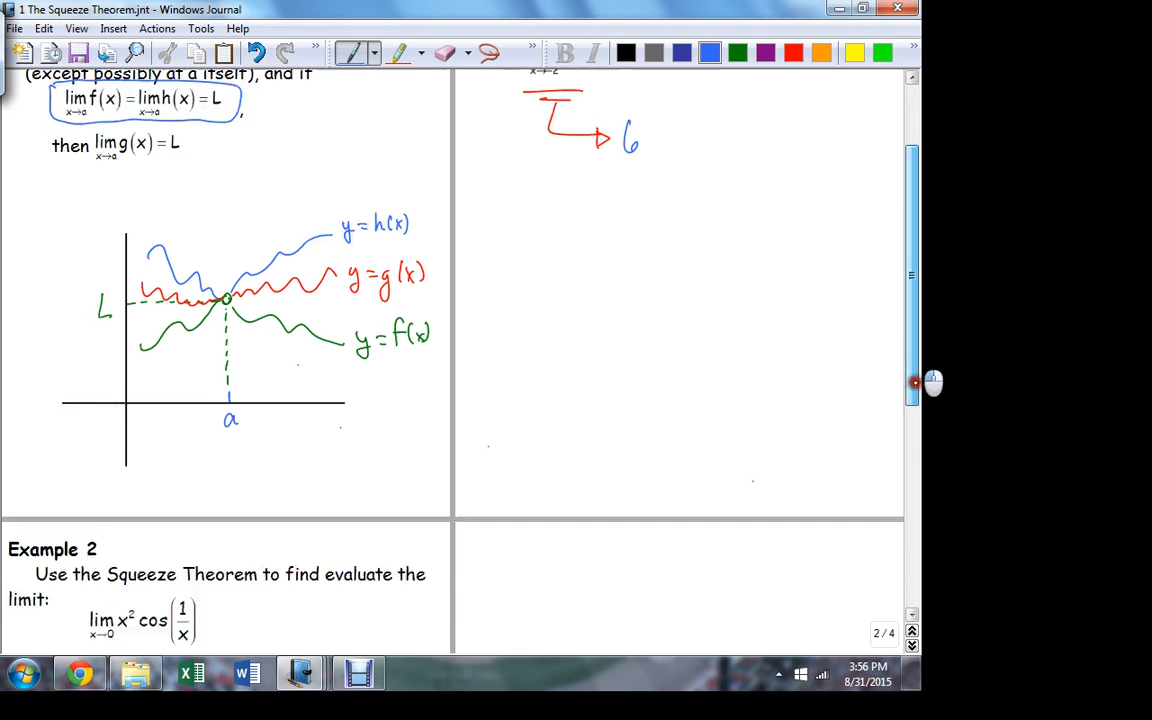 1 The Squeeze Theorem.jnt - Windows Journal
File Edit View Insert Actions Tools Help
» » B I »
(except possibly at a itself), and if
lim f(x) = lim h(x) = L
x→a x→a ,
then lim g(x) = L
x→a
x→2
6
y = h(x)
y = g(x)
L
y = f(x)
a
Example 2
Use the Squeeze Theorem to find evaluate the
limit:
lim x² cos (1/x)
x→0
2 / 4
3:56 PM
8/31/2015